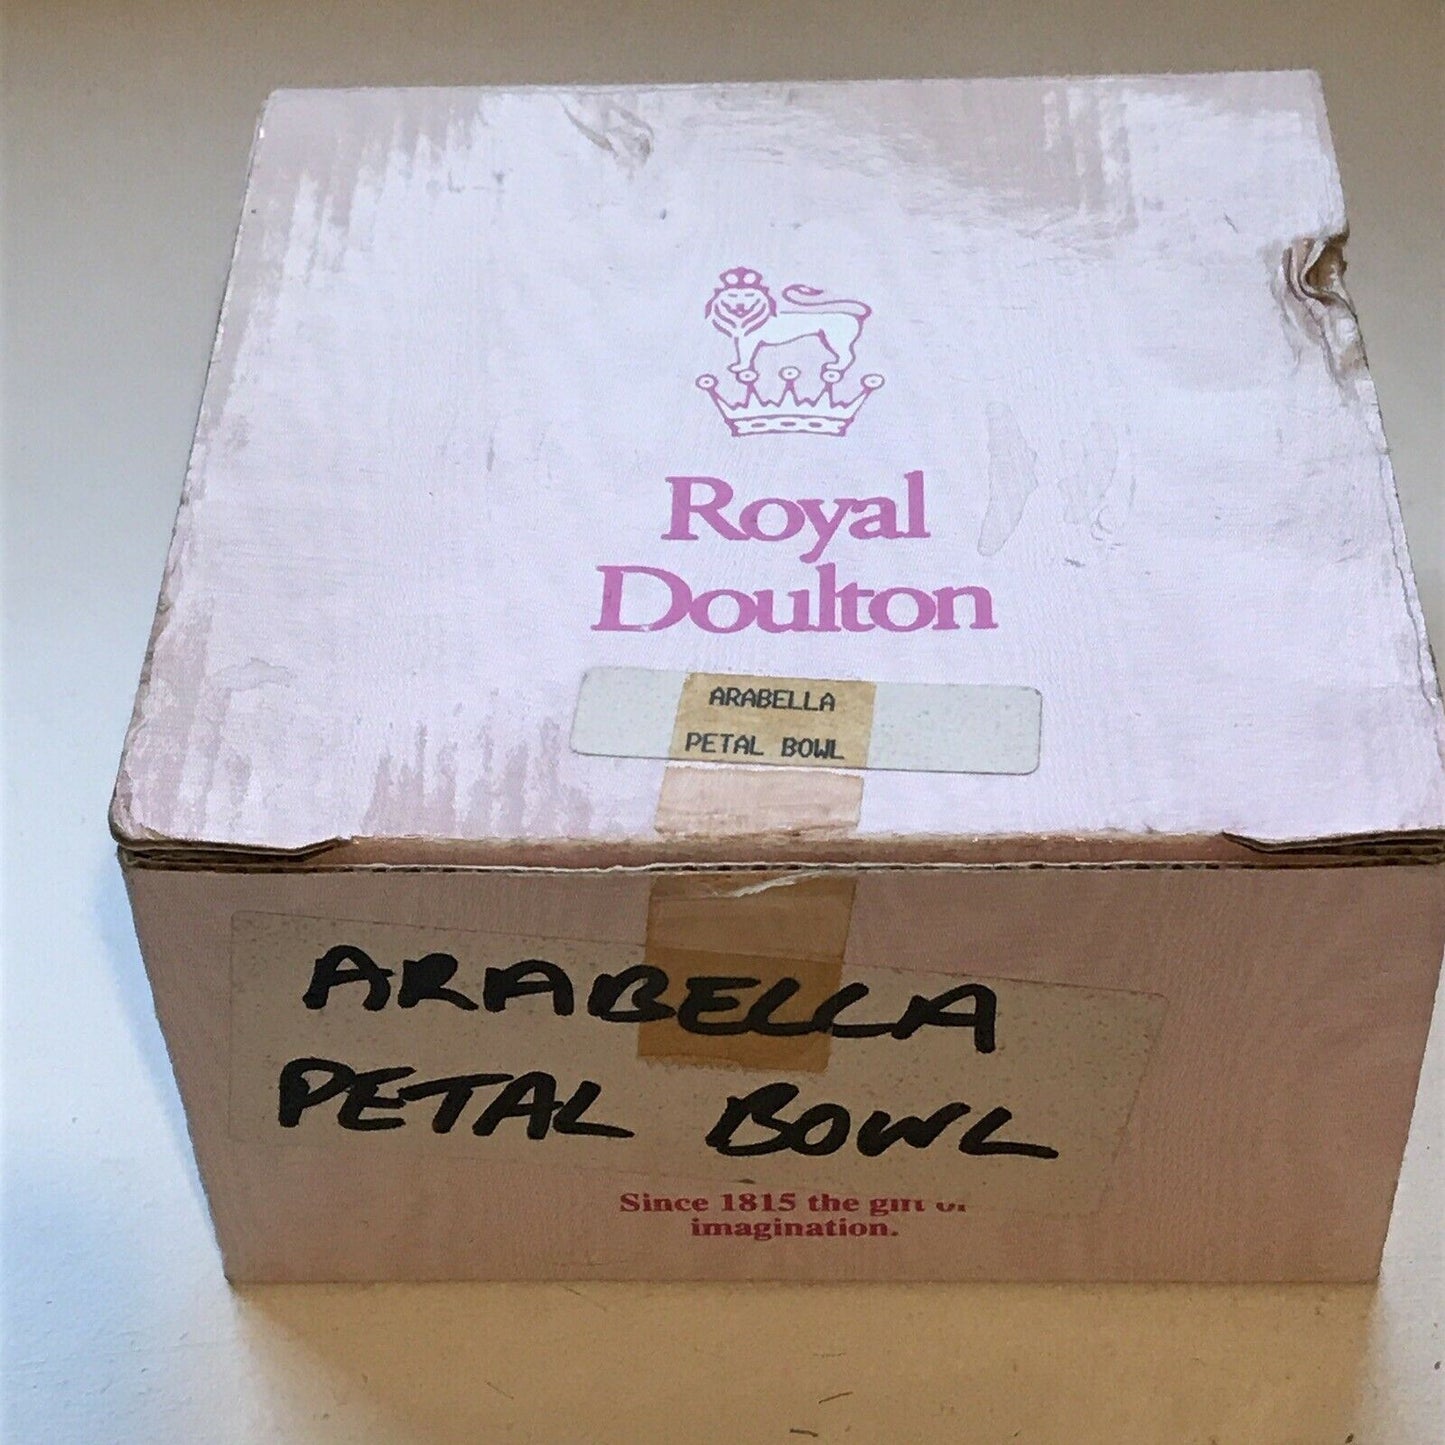 Royal
Doulton
ARABELLA
PETAL BOWL
ARABELLA
PETAL BOWL
Since 1815 the gift of
imagination.